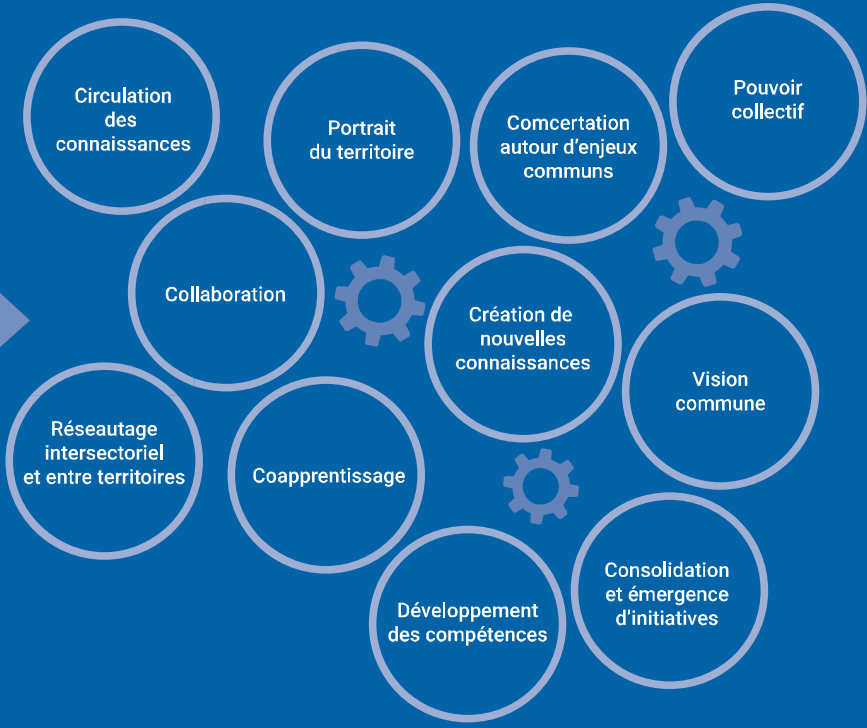 Circulation
des
connaissances
Portrait
du territoire
Comcertation
autour d'enjeux
communs
Pouvoir
collectif
Collaboration
Création de
nouvelles
connaissances
Vision
commune
Réseautage
intersectoriel
et entre territoires
Coapprentissage
Développement
des compétences
Consolidation
et émergence
d'initiatives